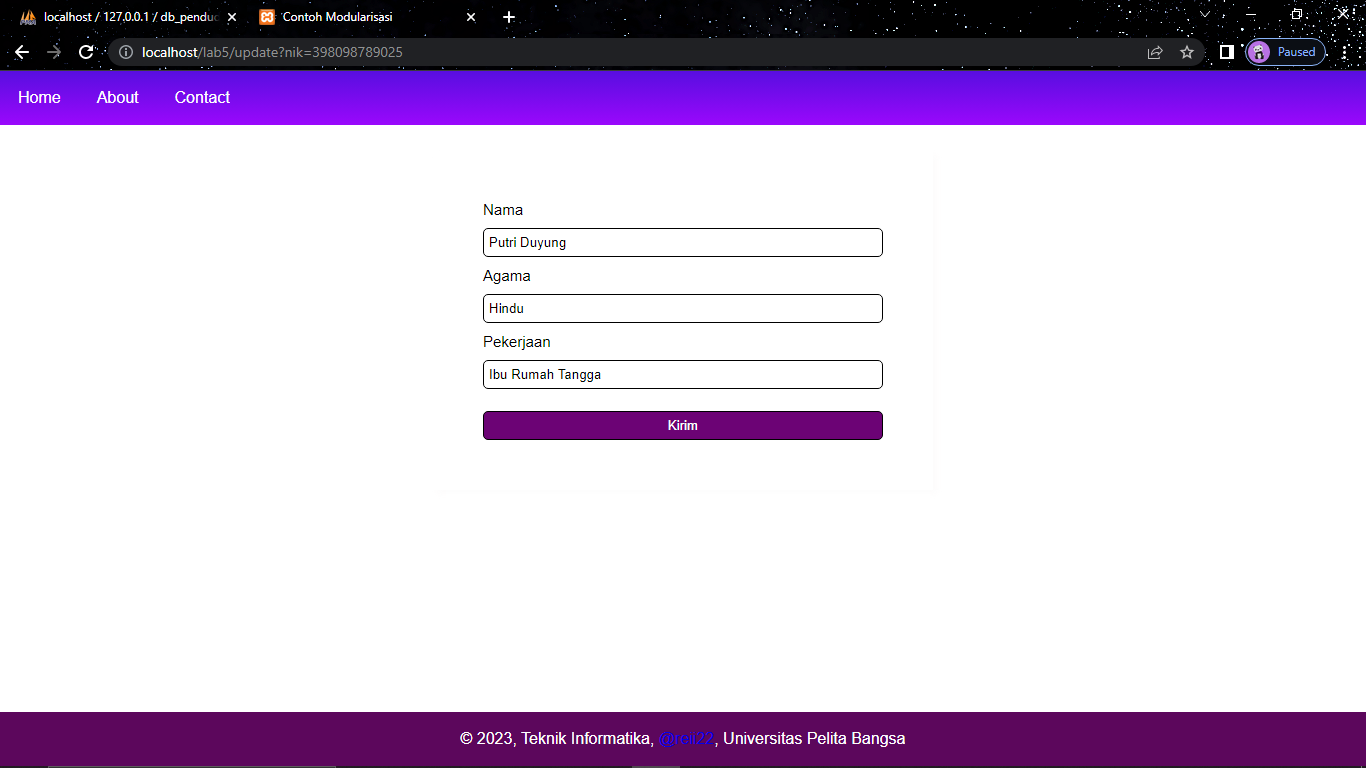 localhost / 127.0.0.1 / db_penduc
Contoh Modularisasi
localhost/lab5/update?nik=398098789025
Paused
Home About Contact
Nama
Putri Duyung
Agama
Hindu
Pekerjaan
Ibu Rumah Tangga
Kirim
© 2023, Teknik Informatika, , Universitas Pelita Bangsa